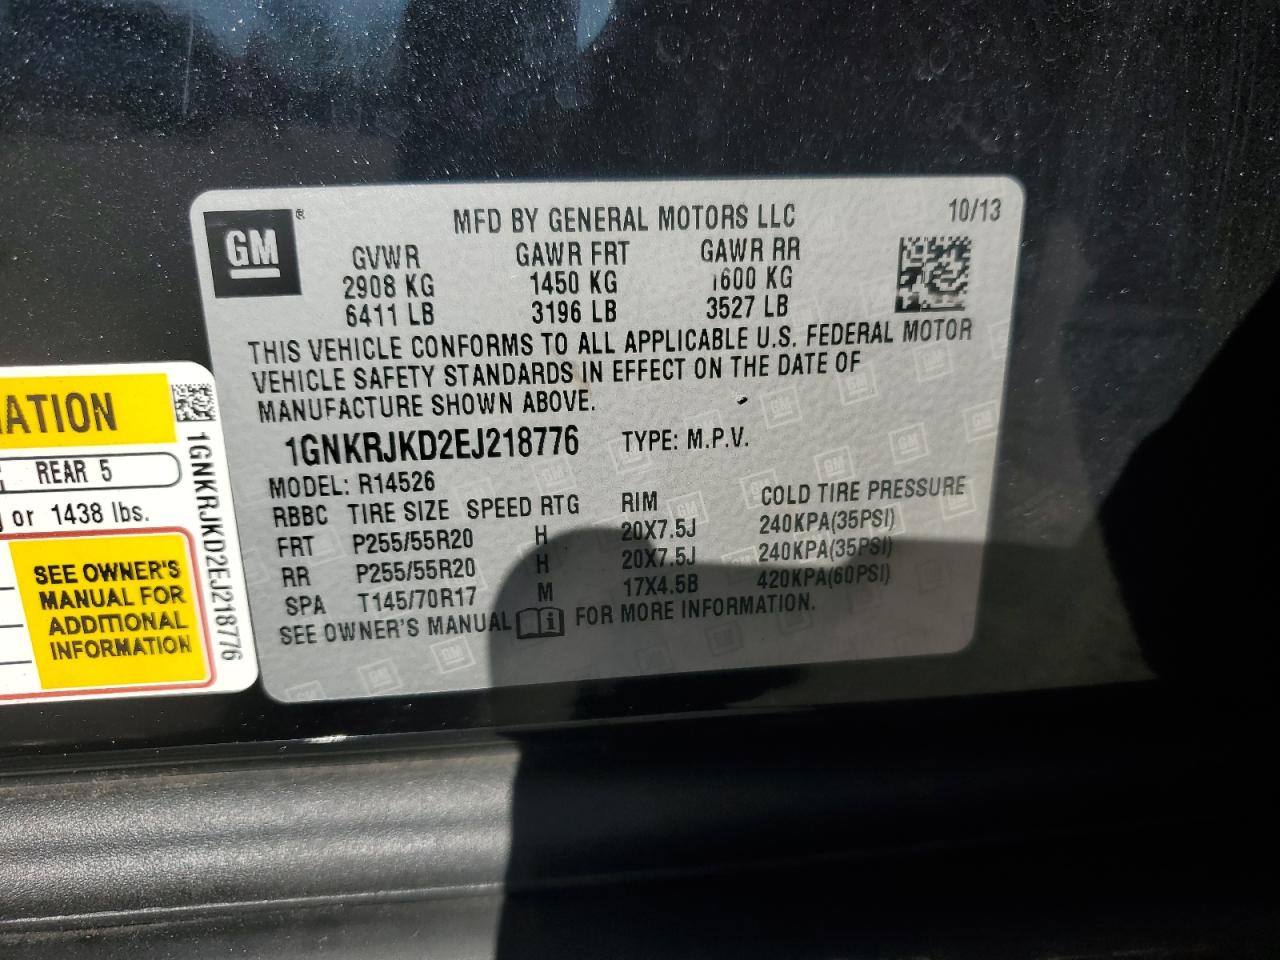 GM ®
MFD BY GENERAL MOTORS LLC 10/13
GVWR GAWR FRT GAWR RR
2908 KG 1450 KG 1600 KG
6411 LB 3196 LB 3527 LB
THIS VEHICLE CONFORMS TO ALL APPLICABLE U.S. FEDERAL MOTOR
VEHICLE SAFETY STANDARDS IN EFFECT ON THE DATE OF
MANUFACTURE SHOWN ABOVE.
1GNKRJKD2EJ218776 TYPE: M.P.V.
MODEL: R14526
RBBC TIRE SIZE SPEED RTG RIM COLD TIRE PRESSURE
FRT P255/55R20 H 20X7.5J 240KPA(35PSI)
RR P255/55R20 H 20X7.5J 240KPA(35PSI)
SPA T145/70R17 M 17X4.5B 420KPA(60PSI)
SEE OWNER'S MANUAL i FOR MORE INFORMATION.
ATION
REAR 5
or 1438 lbs.
SEE OWNER'S
MANUAL FOR
ADDITIONAL
INFORMATION
1GNKRJKD2EJ218776